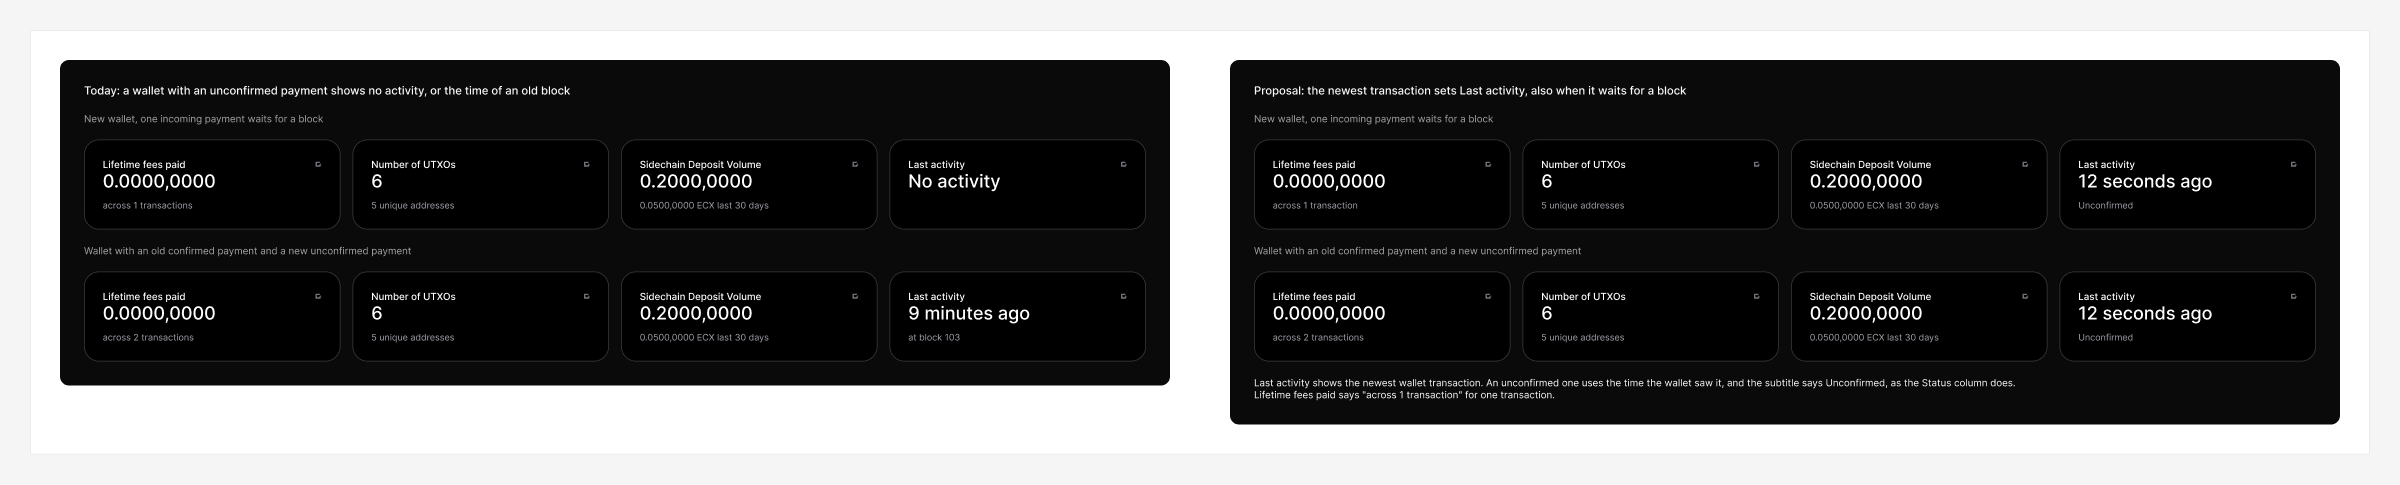 Today: a wallet with an unconfirmed payment shows no activity, or the time of an old block
New wallet, one incoming payment waits for a block
Lifetime fees paid
0.0000,0000
across 1 transactions
Number of UTXOs
6
5 unique addresses
Sidechain Deposit Volume
0.2000,0000
0.0500,0000 ECX last 30 days
Last activity
No activity
Wallet with an old confirmed payment and a new unconfirmed payment
Lifetime fees paid
0.0000,0000
across 2 transactions
Number of UTXOs
6
5 unique addresses
Sidechain Deposit Volume
0.2000,0000
0.0500,0000 ECX last 30 days
Last activity
9 minutes ago
at block 103
Proposal: the newest transaction sets Last activity, also when it waits for a block
New wallet, one incoming payment waits for a block
Lifetime fees paid
0.0000,0000
across 1 transaction
Number of UTXOs
6
5 unique addresses
Sidechain Deposit Volume
0.2000,0000
0.0500,0000 ECX last 30 days
Last activity
12 seconds ago
Unconfirmed
Wallet with an old confirmed payment and a new unconfirmed payment
Lifetime fees paid
0.0000,0000
across 2 transactions
Number of UTXOs
6
5 unique addresses
Sidechain Deposit Volume
0.2000,0000
0.0500,0000 ECX last 30 days
Last activity
12 seconds ago
Unconfirmed
Last activity shows the newest wallet transaction. An unconfirmed one uses the time the wallet saw it, and the subtitle says Unconfirmed, as the Status column does.
Lifetime fees paid says "across 1 transaction" for one transaction.